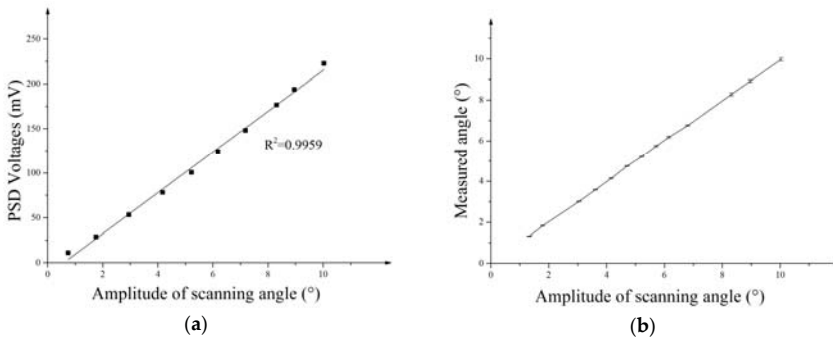 PSD Voltages (mV)
250
200
150
100
50
0
R²=0.9959
0 2 4 6 8 10
Amplitude of scanning angle (°)
(a)
Measured angle (°)
10
8
6
4
2
0
0 2 4 6 8 10
Amplitude of scanning angle (°)
(b)